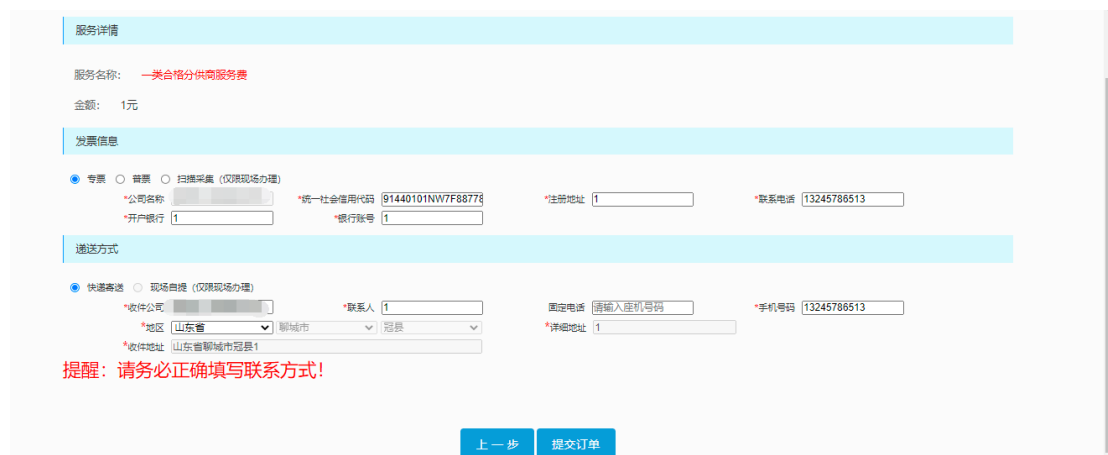 服务详情
服务名称： 一类合格分供商服务费
金额： 1元
发票信息
专票 普票 扫描采集 (仅限现场办理)
*公司名称 *统一社会信用代码 91440101NW7F88778 *注册地址 1 *联系电话 13245786513
*开户银行 1 *银行账号 1
递送方式
快递寄送 现场自提 (仅限现场办理)
*收件公司 *联系人 1 固定电话 请输入座机号码 *手机号码 13245786513
*地区 山东省 聊城市 冠县 *详细地址 1
*收件地址 山东省聊城市冠县1
提醒：请务必正确填写联系方式！
上一步 提交订单